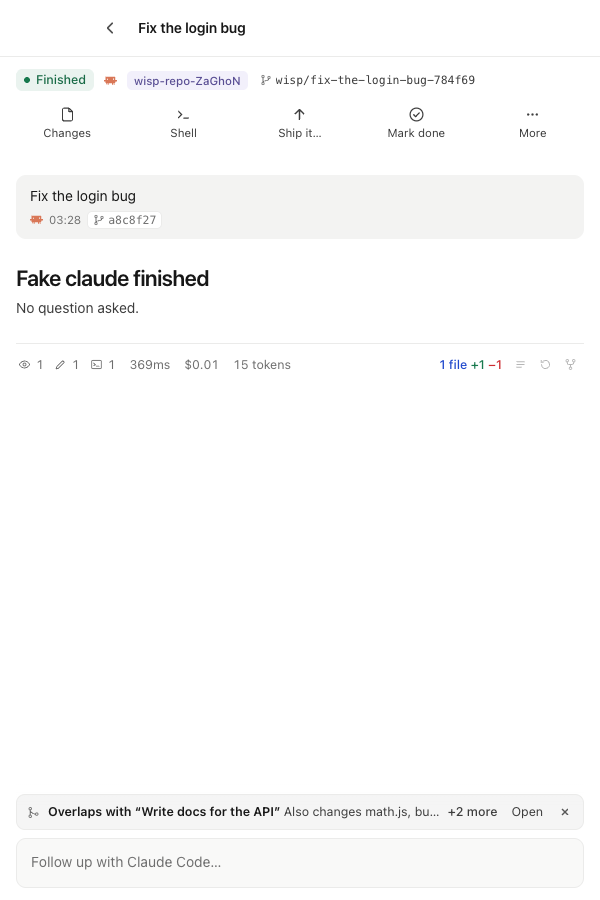 Fix the login bug
Finished wisp-repo-ZaGhoN wisp/fix-the-login-bug-784f69
Changes Shell Ship it... Mark done More
Fix the login bug
03:28 a8c8f27
Fake claude finished
No question asked.
1 1 1 369ms $0.01 15 tokens 1 file +1 −1
Overlaps with “Write docs for the API” Also changes math.js, bu... +2 more Open ×
Follow up with Claude Code...